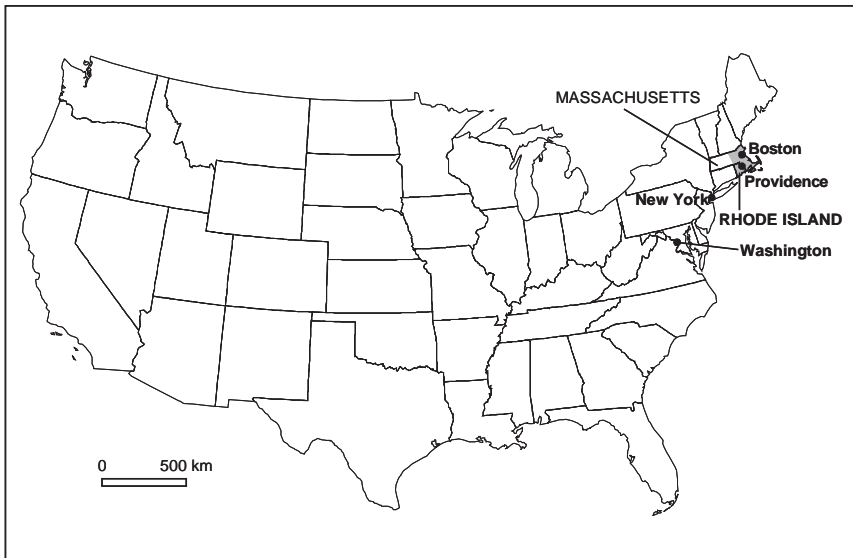 MASSACHUSETTS
Boston
Providence
New York
RHODE ISLAND
Washington
0 500 km